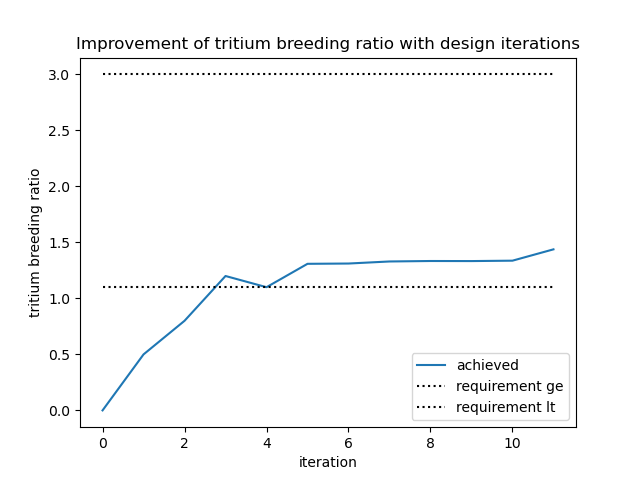 Improvement of tritium breeding ratio with design iterations
3.0
2.5
2.0
1.5
1.0
0.5
0.0
tritium breeding ratio
achieved
requirement ge
requirement lt
0 2 4 6 8 10
iteration